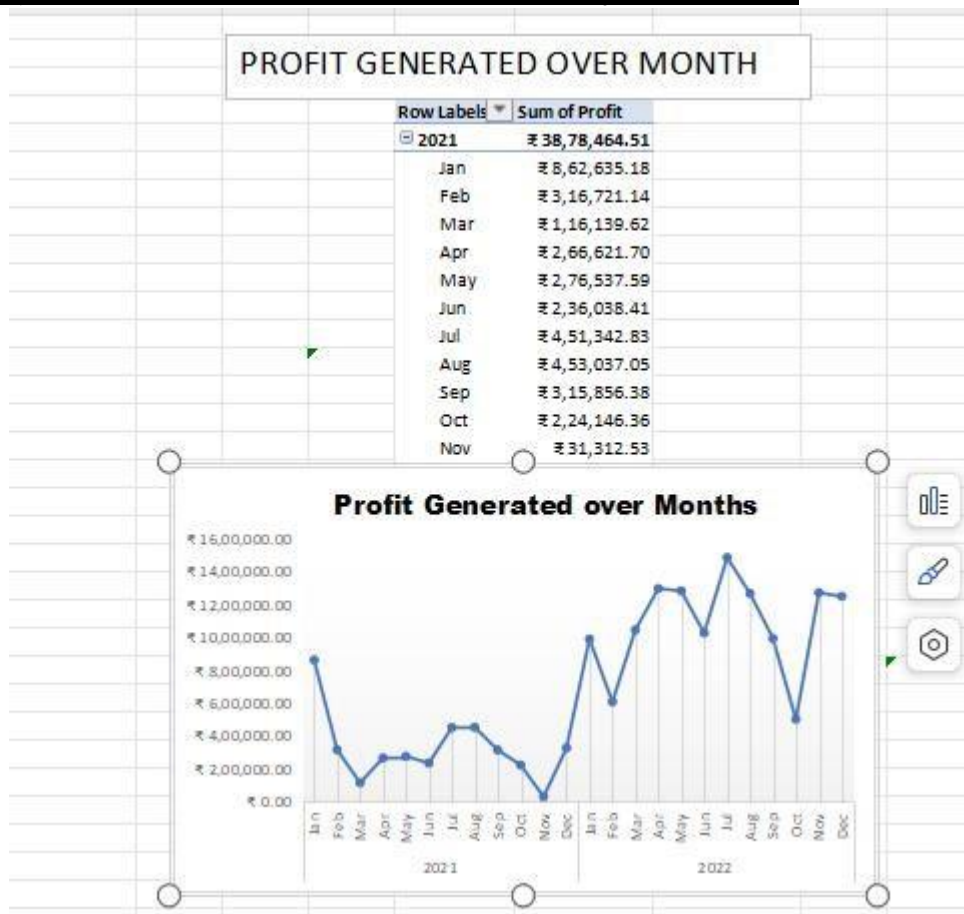 PROFIT GENERATED OVER MONTH
Row Labels Sum of Profit
2021 ₹ 38,78,464.51
Jan ₹ 8,62,635.18
Feb ₹ 3,16,721.14
Mar ₹ 1,16,139.62
Apr ₹ 2,66,621.70
May ₹ 2,76,537.59
Jun ₹ 2,36,038.41
Jul ₹ 4,51,342.83
Aug ₹ 4,53,037.05
Sep ₹ 3,15,856.38
Oct ₹ 2,24,146.36
Nov ₹ 31,312.53
Profit Generated over Months
₹ 16,00,000.00
₹ 14,00,000.00
₹ 12,00,000.00
₹ 10,00,000.00
₹ 8,00,000.00
₹ 6,00,000.00
₹ 4,00,000.00
₹ 2,00,000.00
₹ 0.00
Jan Feb Mar Apr May Jun Jul Aug Sep Oct Nov Dec Jan Feb Mar Apr May Jun Jul Aug Sep Oct Nov Dec
2021 2022